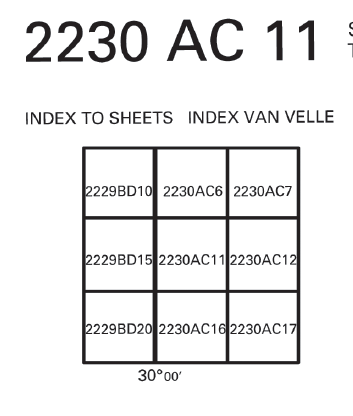 2230 AC 11
INDEX TO SHEETS INDEX VAN VELLE
2229BD10 2230AC6 2230AC7
2229BD15 2230AC11 2230AC12
2229BD20 2230AC16 2230AC17
30°00′